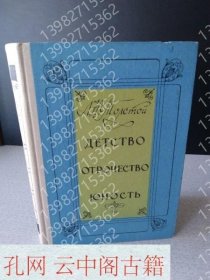 Л.Н.Толстой
ДЕТСТВО
ОТРОЧЕСТВО
ЮНОСТЬ
13982715362
孔网 云中阁古籍